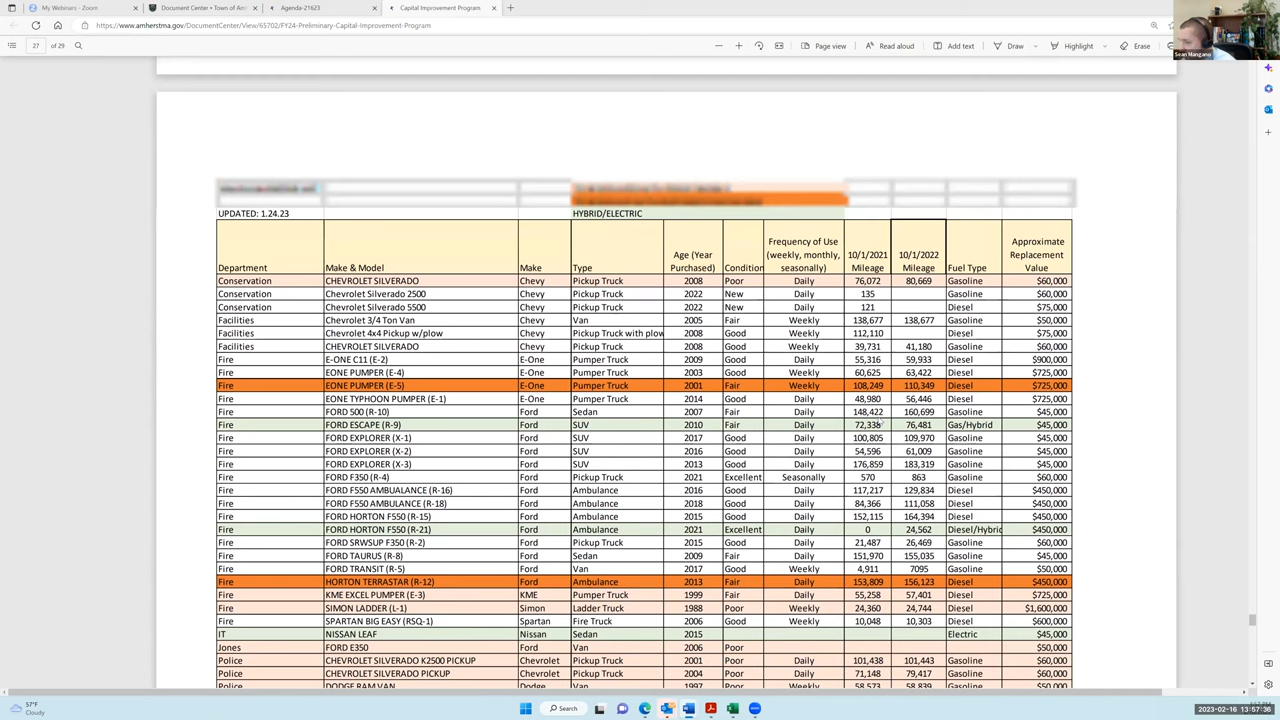 My Webinars - Zoom
Document Center • Town of Am
Agenda-21623
Capital Improvement Program
https://www.amherstma.gov/DocumentCenter/View/65702/FY24-Preliminary-Capital-Improvement-Program
27 of 29
Page view
Read aloud
Add text
Draw
Highlight
Erase
Sean Mangano
UPDATED: 1.24.23 HYBRID/ELECTRIC
Department Make & Model Make Type Age (Year Purchased) Condition Frequency of Use (weekly, monthly, seasonally) 10/1/2021 Mileage 10/1/2022 Mileage Fuel Type Approximate Replacement Value
Conservation CHEVROLET SILVERADO Chevy Pickup Truck 2008 Poor Daily 76,072 80,669 Gasoline $60,000
Conservation Chevrolet Silverado 2500 Chevy Pickup Truck 2022 New Daily 135 Gasoline $60,000
Conservation Chevrolet Silverado 5500 Chevy Pickup Truck 2022 New Daily 121 Diesel $75,000
Facilities Chevrolet 3/4 Ton Van Chevy Van 2005 Fair Weekly 138,677 138,677 Gasoline $50,000
Facilities Chevrolet 4x4 Pickup w/plow Chevy Pickup Truck with plow 2008 Good Weekly 112,110 Diesel $75,000
Facilities CHEVROLET SILVERADO Chevy Pickup Truck 2008 Good Weekly 39,731 41,180 Gasoline $60,000
Fire E-ONE C11 (E-2) E-One Pumper Truck 2009 Good Daily 55,316 59,933 Diesel $900,000
Fire EONE PUMPER (E-4) E-One Pumper Truck 2003 Good Weekly 60,625 63,422 Diesel $725,000
Fire EONE PUMPER (E-5) E-One Pumper Truck 2001 Fair Weekly 108,249 110,349 Diesel $725,000
Fire EONE TYPHOON PUMPER (E-1) E-One Pumper Truck 2014 Good Daily 48,980 56,446 Diesel $725,000
Fire FORD 500 (R-10) Ford Sedan 2007 Fair Daily 148,422 160,699 Gasoline $45,000
Fire FORD ESCAPE (R-9) Ford SUV 2010 Fair Daily 72,338 76,481 Gas/Hybrid $45,000
Fire FORD EXPLORER (X-1) Ford SUV 2017 Good Daily 100,805 109,970 Gasoline $45,000
Fire FORD EXPLORER (X-2) Ford SUV 2016 Good Daily 54,596 61,009 Gasoline $45,000
Fire FORD EXPLORER (X-3) Ford SUV 2013 Good Daily 176,859 183,319 Gasoline $45,000
Fire FORD F350 (R-4) Ford Pickup Truck 2021 Excellent Seasonally 570 863 Gasoline $60,000
Fire FORD F550 AMBUALANCE (R-16) Ford Ambulance 2016 Good Daily 117,217 129,834 Diesel $450,000
Fire FORD F550 AMBULANCE (R-18) Ford Ambulance 2018 Good Daily 84,366 111,058 Diesel $450,000
Fire FORD HORTON F550 (R-15) Ford Ambulance 2015 Good Daily 152,115 164,394 Diesel $450,000
Fire FORD HORTON F550 (R-21) Ford Ambulance 2021 Excellent Daily 0 24,562 Diesel/Hybrid $450,000
Fire FORD SRWSUP F350 (R-2) Ford Pickup Truck 2015 Good Daily 21,487 26,469 Gasoline $60,000
Fire FORD TAURUS (R-8) Ford Sedan 2009 Fair Daily 151,970 155,035 Gasoline $45,000
Fire FORD TRANSIT (R-5) Ford Van 2017 Good Weekly 4,911 7095 Gasoline $50,000
Fire HORTON TERRASTAR (R-12) Ford Ambulance 2013 Fair Daily 153,809 156,123 Diesel $450,000
Fire KME EXCEL PUMPER (E-3) KME Pumper Truck 1999 Fair Daily 55,258 57,401 Diesel $725,000
Fire SIMON LADDER (L-1) Simon Ladder Truck 1988 Poor Weekly 24,360 24,744 Diesel $1,600,000
Fire SPARTAN BIG EASY (RSQ-1) Spartan Fire Truck 2006 Good Weekly 10,048 10,303 Diesel $600,000
IT NISSAN LEAF Nissan Sedan 2015 Electric $45,000
Jones FORD E350 Ford Van 2006 Poor $50,000
Police CHEVROLET SILVERADO K2500 PICKUP Chevrolet Pickup Truck 2001 Poor Daily 101,438 101,443 Gasoline $60,000
Police CHEVROLET SILVERADO PICKUP Chevrolet Pickup Truck 2004 Poor Daily 71,148 79,417 Gasoline $60,000
Police DODGE RAM VAN Dodge Van 1997 Poor Weekly 58,573 58,839 Gasoline $50,000
57°F
Cloudy
Search
2023-02-16 13:57:36